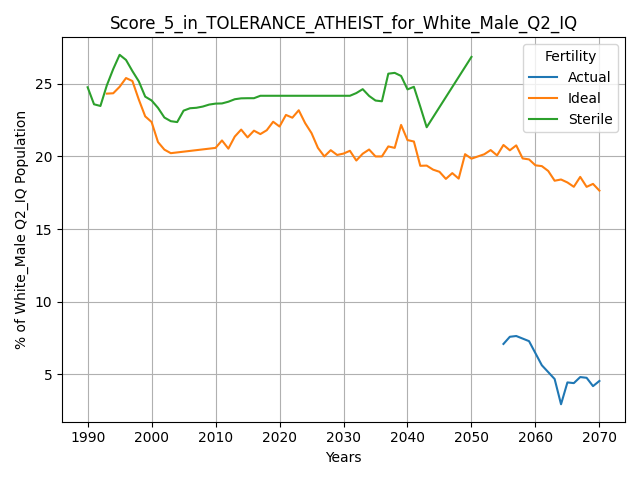 Score_5_in_TOLERANCE_ATHEIST_for_White_Male_Q2_IQ
% of White_Male Q2_IQ Population
25
20
15
10
5
Fertility
Actual
Ideal
Sterile
1990 2000 2010 2020 2030 2040 2050 2060 2070
Years